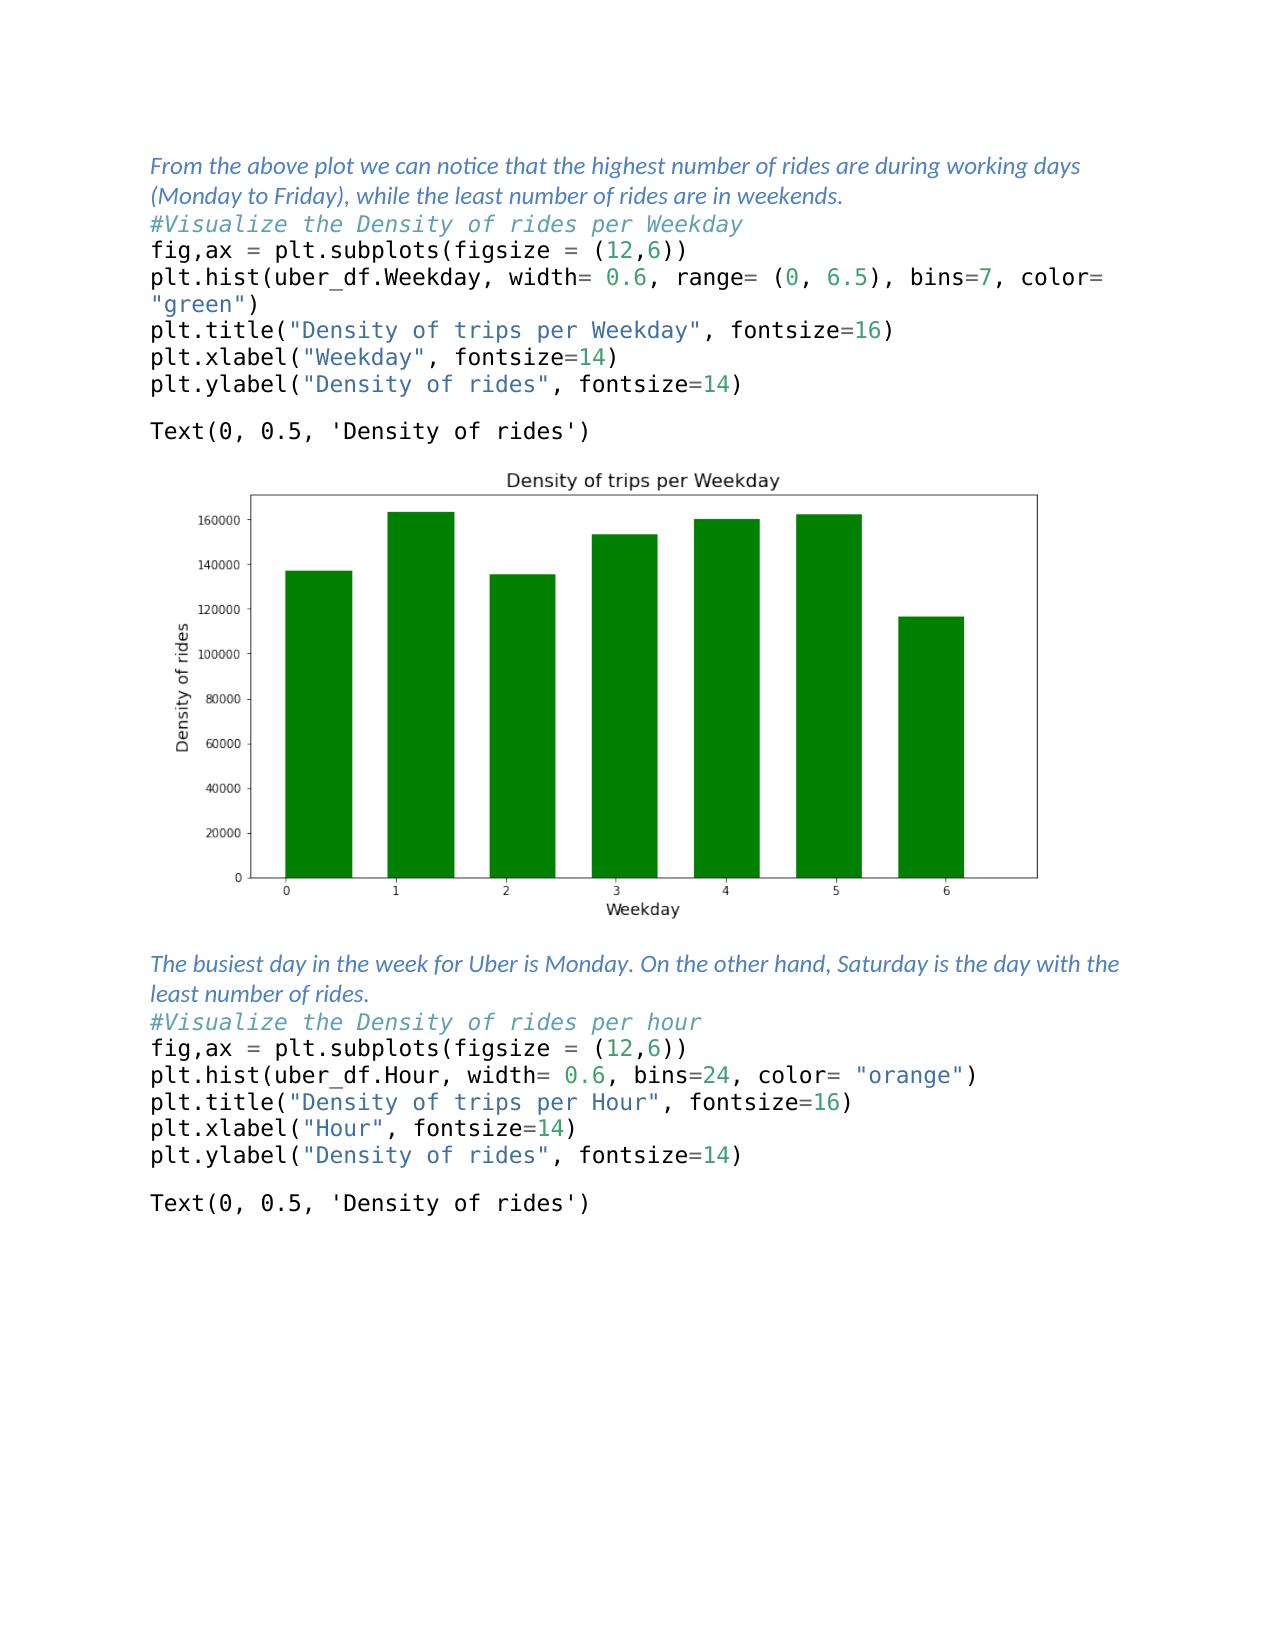 From the above plot we can notice that the highest number of rides are during working days
(Monday to Friday), while the least number of rides are in weekends.
#Visualize the Density of rides per Weekday
fig,ax = plt.subplots(figsize = (12,6))
plt.hist(uber_df.Weekday, width= 0.6, range= (0, 6.5), bins=7, color=
"green")
plt.title("Density of trips per Weekday", fontsize=16)
plt.xlabel("Weekday", fontsize=14)
plt.ylabel("Density of rides", fontsize=14)
Text(0, 0.5, 'Density of rides')
Density of trips per Weekday
160000
140000
120000
100000
80000
60000
40000
20000
0
Density of rides
0 1 2 3 4 5 6
Weekday
The busiest day in the week for Uber is Monday. On the other hand, Saturday is the day with the
least number of rides.
#Visualize the Density of rides per hour
fig,ax = plt.subplots(figsize = (12,6))
plt.hist(uber_df.Hour, width= 0.6, bins=24, color= "orange")
plt.title("Density of trips per Hour", fontsize=16)
plt.xlabel("Hour", fontsize=14)
plt.ylabel("Density of rides", fontsize=14)
Text(0, 0.5, 'Density of rides')